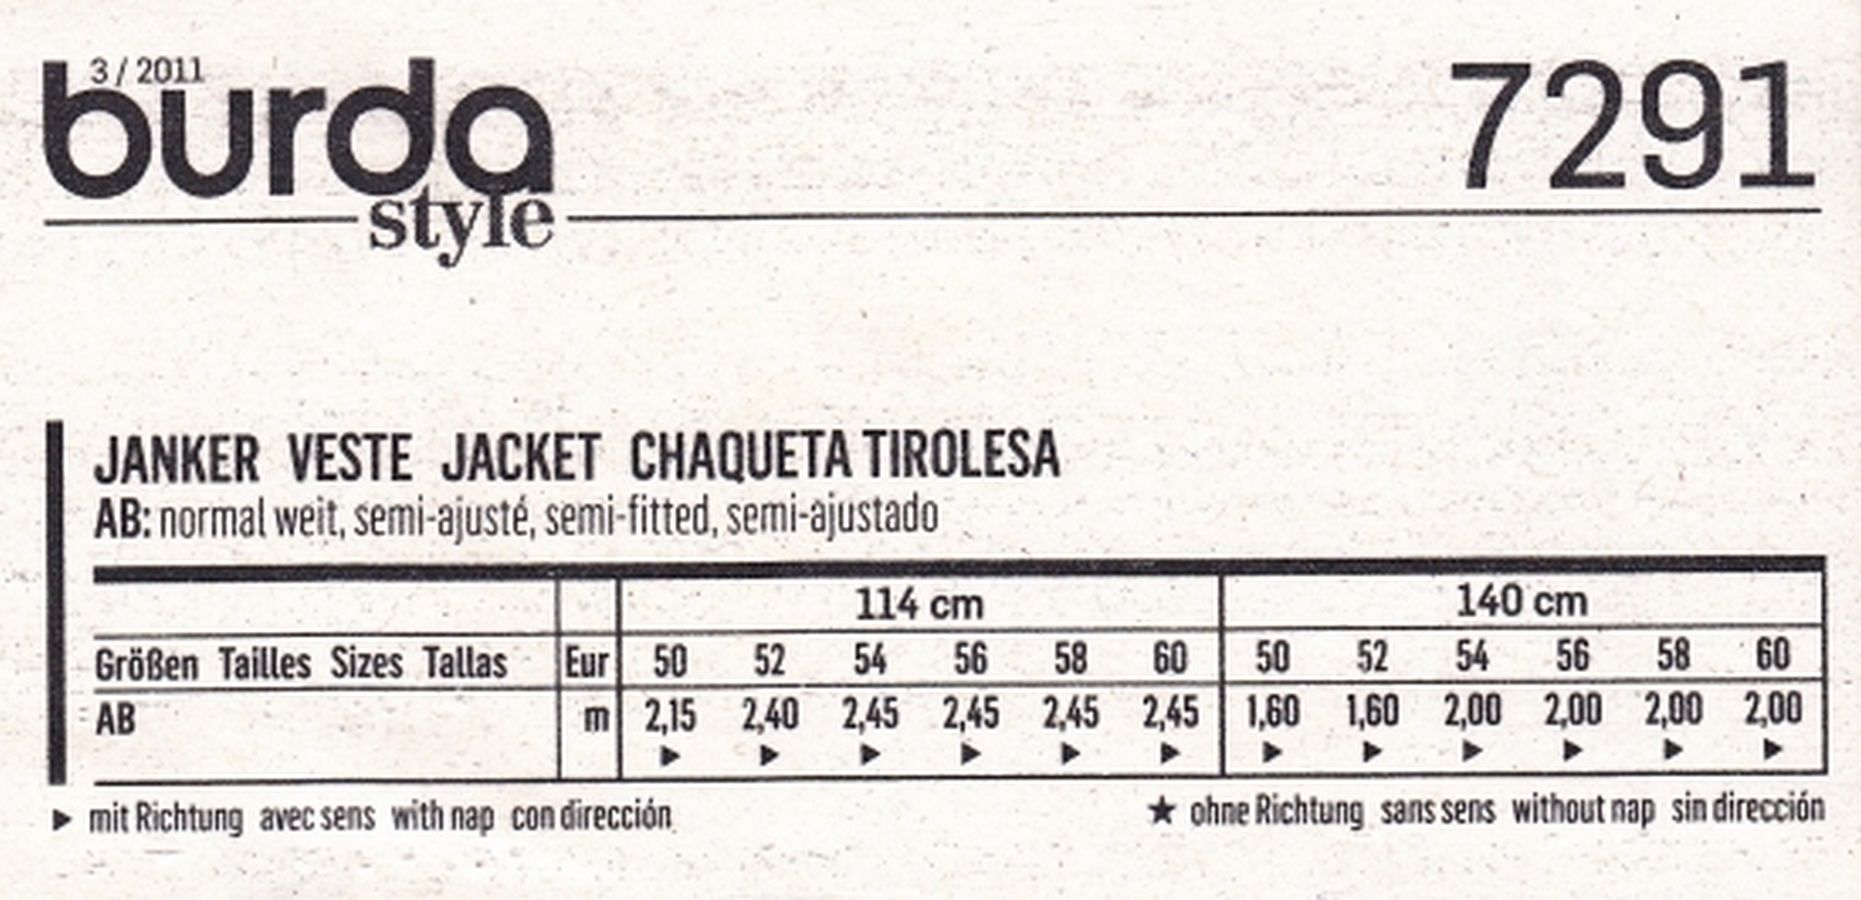 3 / 2011
burda
style
7291
JANKER VESTE JACKET CHAQUETA TIROLESA
AB: normal weit, semi-ajusté, semi-fitted, semi-ajustado
114 cm 140 cm
Größen Tailles Sizes Tallas Eur 50 52 54 56 58 60 50 52 54 56 58 60
AB m 2,15 2,40 2,45 2,45 2,45 2,45 1,60 1,60 2,00 2,00 2,00 2,00
► ► ► ► ► ► ► ► ► ► ► ►
► mit Richtung avec sens with nap con dirección ★ ohne Richtung sans sens without nap sin dirección